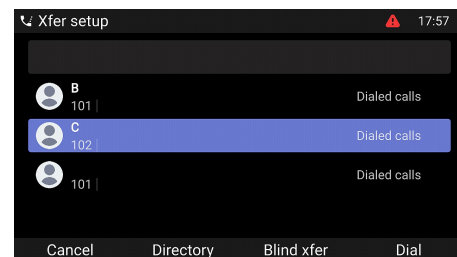 Xfer setup 17:57
B
101 Dialed calls
C
102 Dialed calls
101 Dialed calls
Cancel Directory Blind xfer Dial